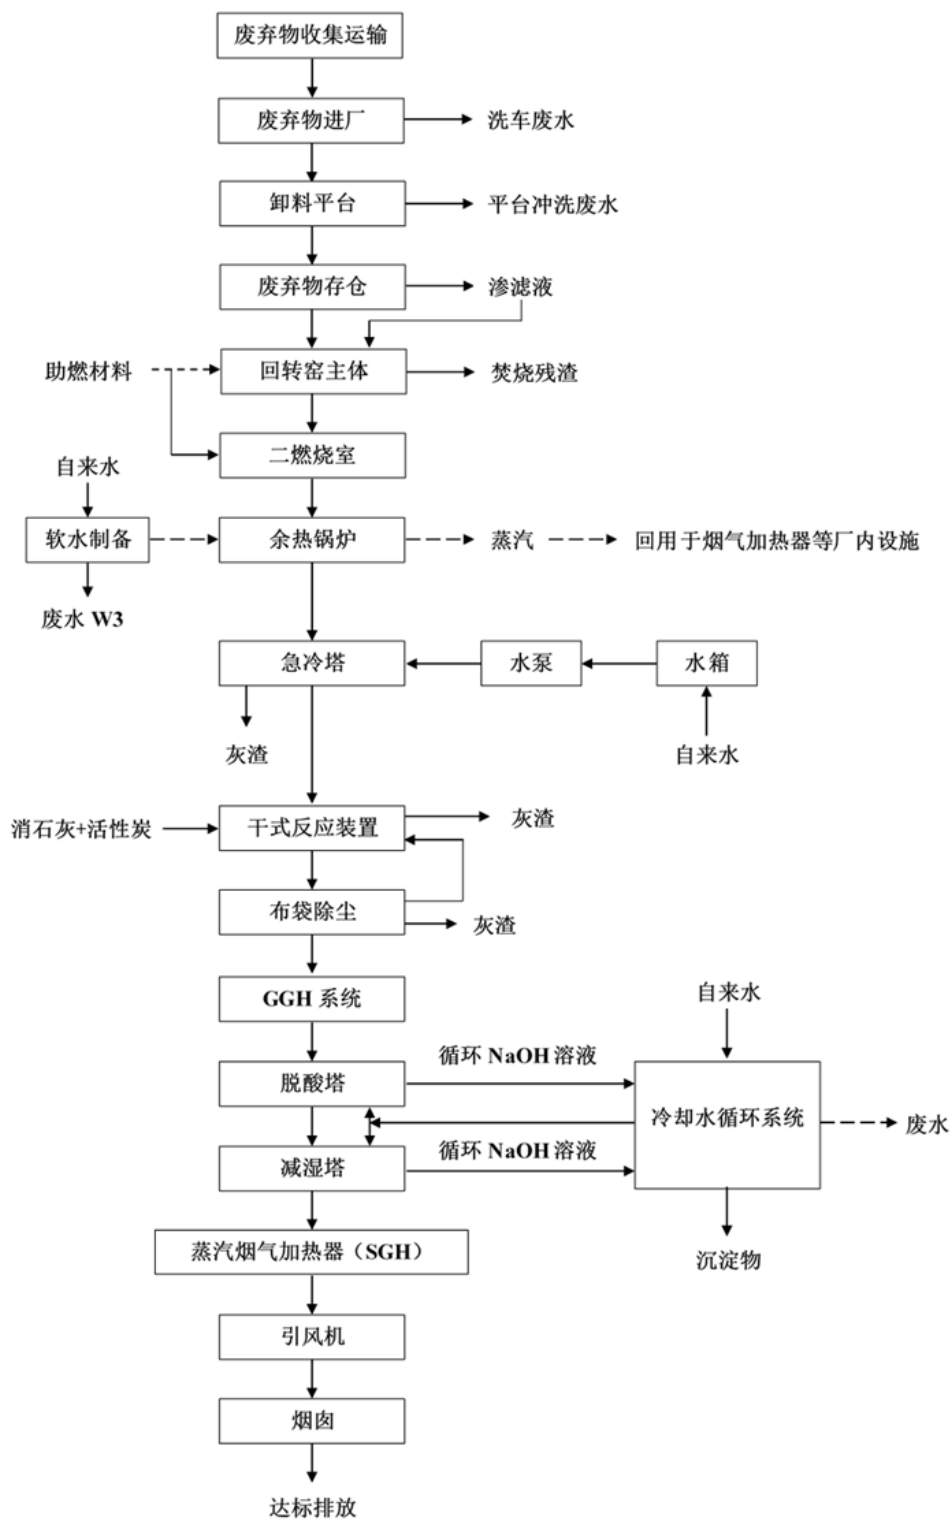 废弃物收集运输
废弃物进厂
洗车废水
卸料平台
平台冲洗废水
废弃物存仓
渗滤液
助燃材料
回转窑主体
焚烧残渣
二燃烧室
自来水
软水制备
余热锅炉
蒸汽
回用于烟气加热器等厂内设施
废水 W3
急冷塔
水泵
水箱
灰渣
自来水
消石灰+活性炭
干式反应装置
灰渣
布袋除尘
灰渣
GGH 系统
自来水
循环 NaOH 溶液
脱酸塔
冷却水循环系统
废水
循环 NaOH 溶液
减湿塔
蒸汽烟气加热器（SGH）
沉淀物
引风机
烟囱
达标排放